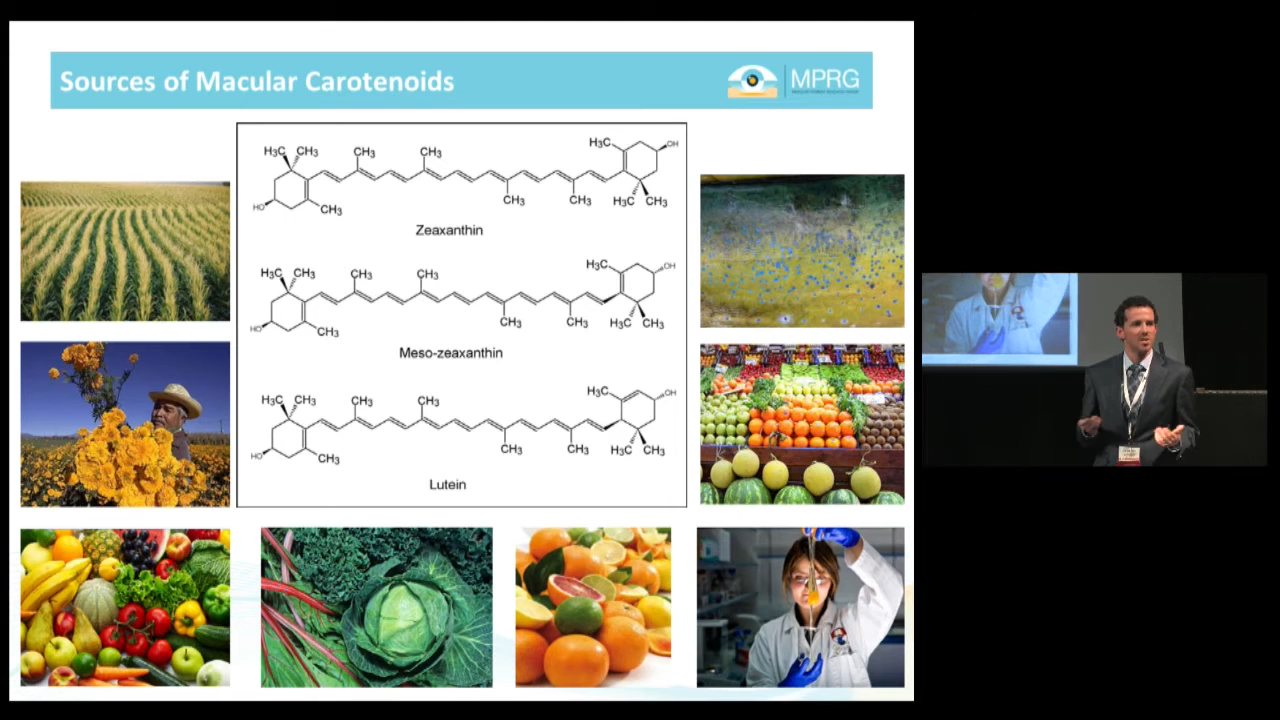 Sources of Macular Carotenoids
MPRG
H₃C CH₃ CH₃ CH₃ H₃C OH
HO CH₃ CH₃ CH₃ H₃C CH₃
Zeaxanthin
H₃C CH₃ CH₃ CH₃ H₃C OH
HO CH₃ CH₃ CH₃ H₃C CH₃
Meso-zeaxanthin
H₃C CH₃ CH₃ CH₃ H₃C OH
HO CH₃ CH₃ CH₃ H₃C CH₃
Lutein